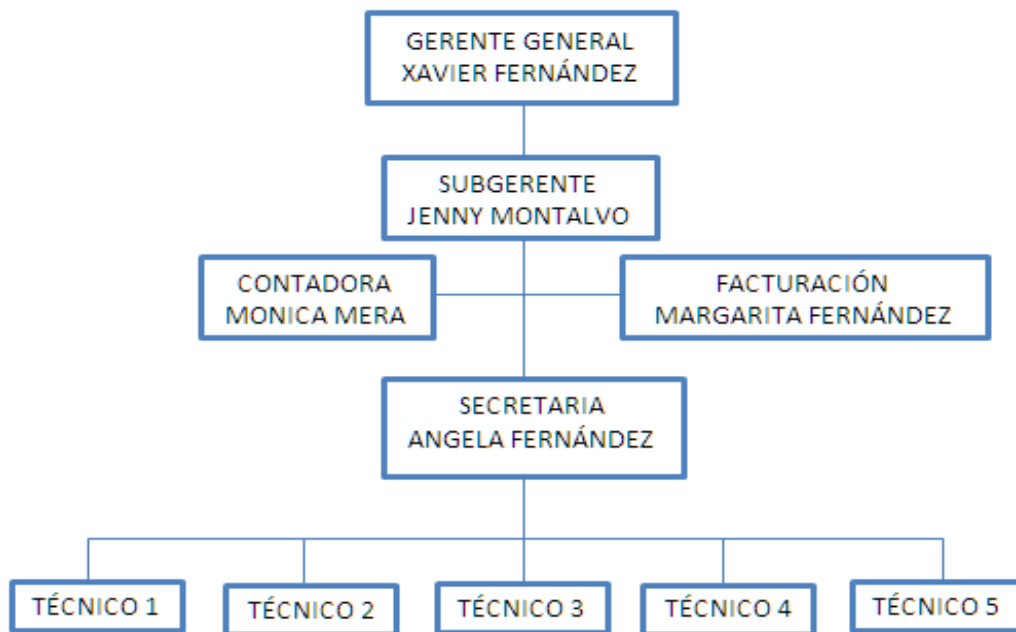 GERENTE GENERAL
XAVIER FERNÁNDEZ
SUBGERENTE
JENNY MONTALVO
CONTADORA
MONICA MERA
FACTURACIÓN
MARGARITA FERNÁNDEZ
SECRETARIA
ANGELA FERNÁNDEZ
TÉCNICO 1
TÉCNICO 2
TÉCNICO 3
TÉCNICO 4
TÉCNICO 5